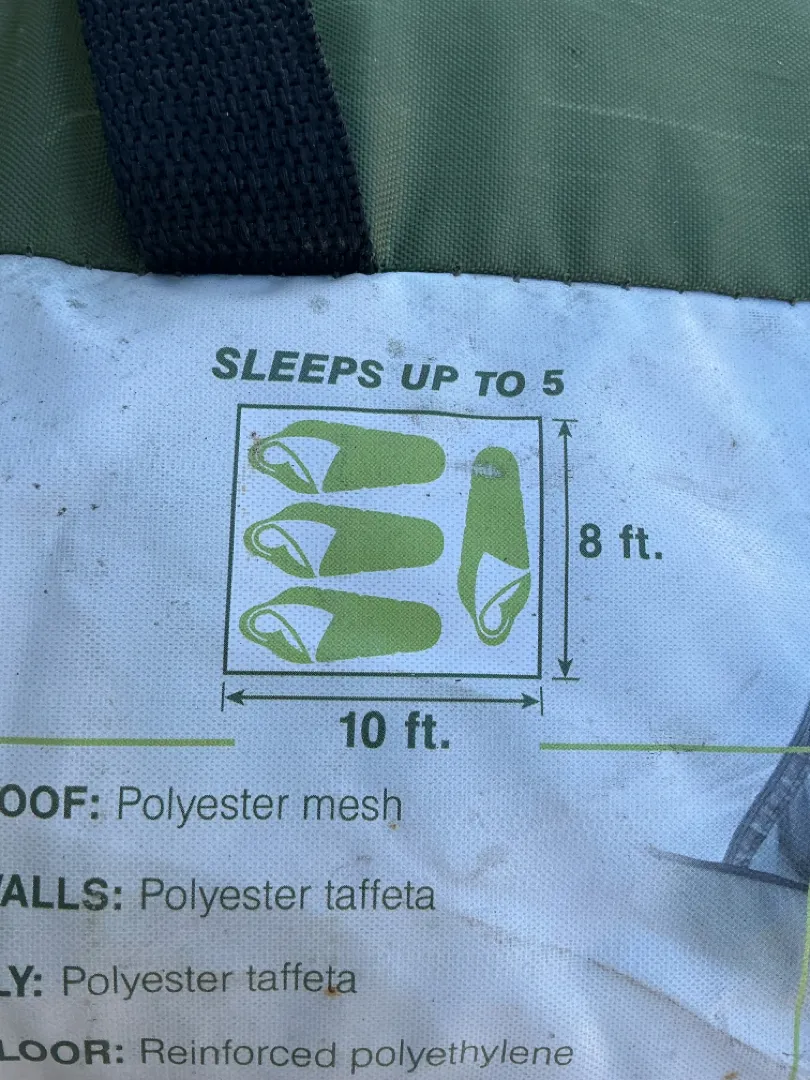 SLEEPS UP TO 5
8 ft.
10 ft.
OOF: Polyester mesh
ALLS: Polyester taffeta
LY: Polyester taffeta
LOOR: Reinforced polyethylene